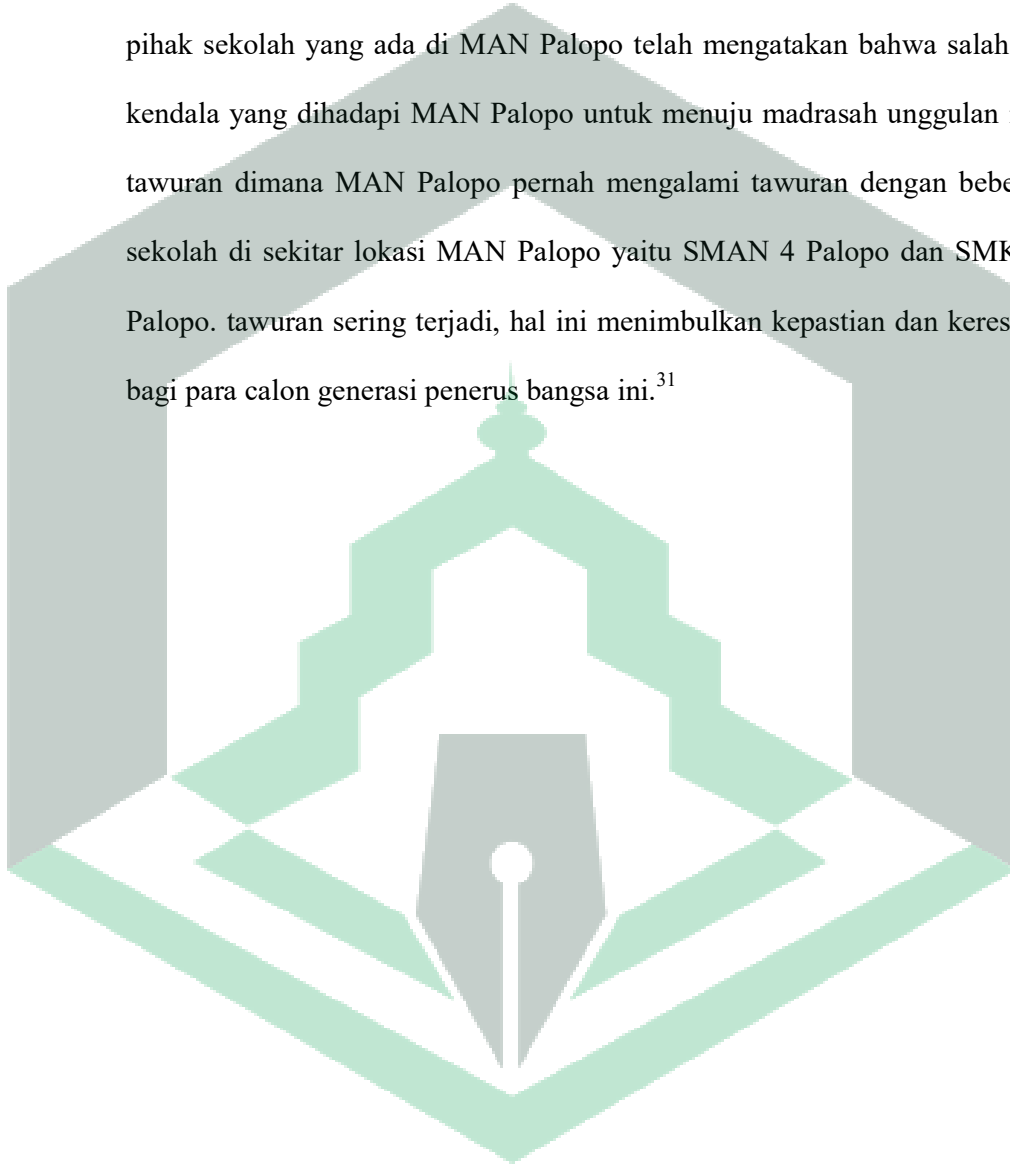 pihak sekolah yang ada di MAN Palopo telah mengatakan bahwa salah
kendala yang dihadapi MAN Palopo untuk menuju madrasah unggulan
tawuran dimana MAN Palopo pernah mengalami tawuran dengan
sekolah di sekitar lokasi MAN Palopo yaitu SMAN 4 Palopo dan
Palopo. tawuran sering terjadi, hal ini menimbulkan kepastian dan
bagi para calon generasi penerus bangsa ini.31